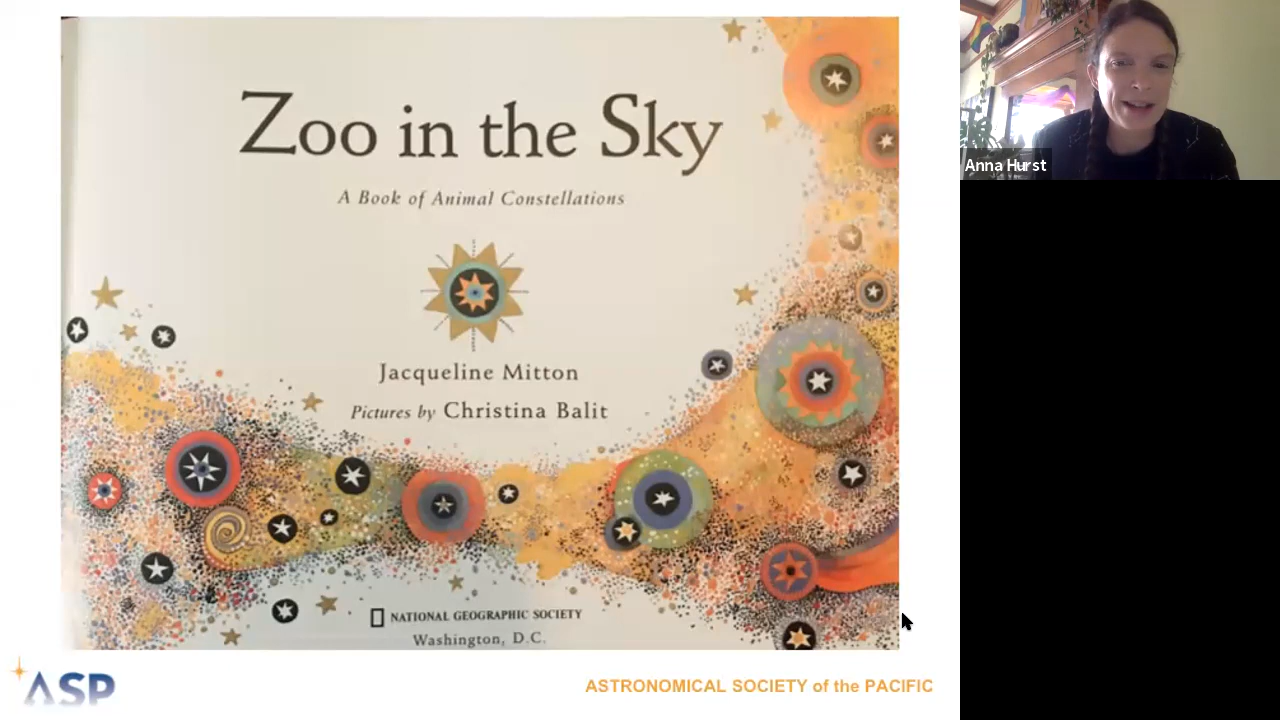 Zoo in the Sky
A Book of Animal Constellations
Jacqueline Mitton
Pictures by Christina Balit
NATIONAL GEOGRAPHIC SOCIETY
Washington, D.C.
ASP
ASTRONOMICAL SOCIETY of the PACIFIC
Anna Hurst